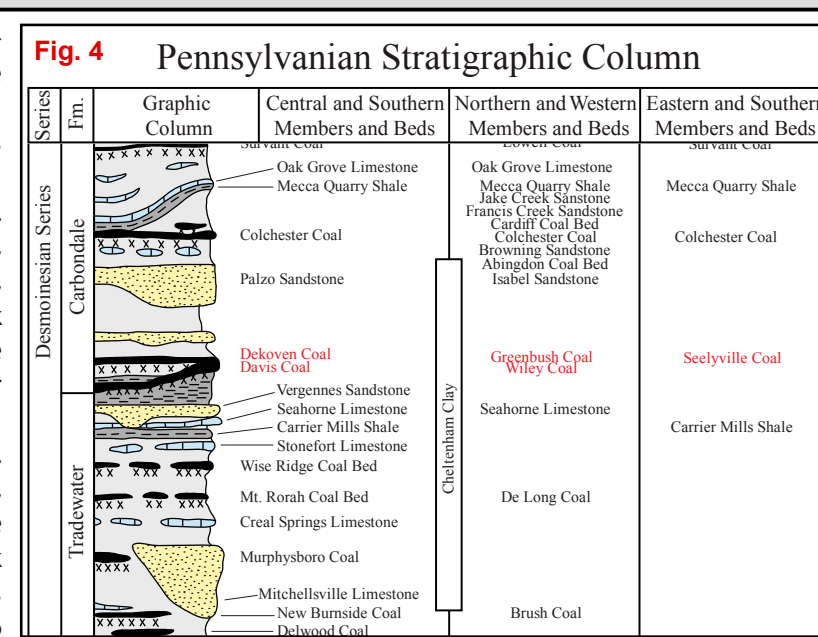 Fig. 4
Pennsylvanian Stratigraphic Column
Series
Fm.
Graphic
Column
Central and Southern
Members and Beds
Northern and Western
Members and Beds
Eastern and Southern
Members and Beds
Desmoinesian Series
Carbondale
Tradewater
Survant Coal
Oak Grove Limestone
Mecca Quarry Shale
Colchester Coal
Palzo Sandstone
Dekoven Coal
Davis Coal
Vergennes Sandstone
Seahorne Limestone
Carrier Mills Shale
Stonefort Limestone
Wise Ridge Coal Bed
Mt. Rorah Coal Bed
Creal Springs Limestone
Murphysboro Coal
Mitchellsville Limestone
New Burnside Coal
Delwood Coal
Cheltenham Clay
Lowell Coal
Oak Grove Limestone
Mecca Quarry Shale
Jake Creek Sanstone
Francis Creek Sandstone
Cardiff Coal Bed
Colchester Coal
Browning Sandstone
Abingdon Coal Bed
Isabel Sandstone
Greenbush Coal
Wiley Coal
Seahorne Limestone
De Long Coal
Brush Coal
Survant Coal
Mecca Quarry Shale
Colchester Coal
Seelyville Coal
Carrier Mills Shale